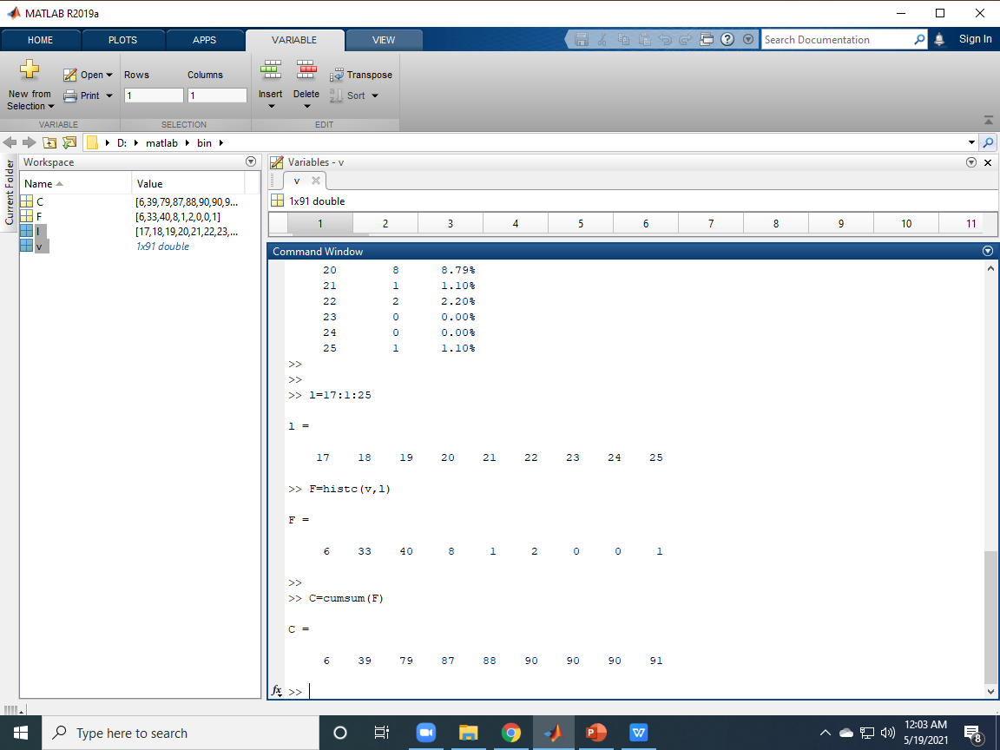 MATLAB R2019a
HOME PLOTS APPS VARIABLE VIEW Search Documentation Sign In
New from Selection Open Print Rows Columns 1 1 Insert Delete Transpose Sort
VARIABLE SELECTION EDIT
D: matlab bin
Current Folder
Workspace
Name Value
C [6,39,79,87,88,90,90,9...
F [6,33,40,8,1,2,0,0,1]
l [17,18,19,20,21,22,23,...
v 1x91 double
Variables - v
v
1x91 double
1 2 3 4 5 6 7 8 9 10 11
Command Window
20 8 8.79%
21 1 1.10%
22 2 2.20%
23 0 0.00%
24 0 0.00%
25 1 1.10%
>>
>>
>> l=17:1:25
l =
17 18 19 20 21 22 23 24 25
>> F=histc(v,l)
F =
6 33 40 8 1 2 0 0 1
>>
>> C=cumsum(F)
C =
6 39 79 87 88 90 90 90 91
fx >>
Type here to search
12:03 AM
5/19/2021
8